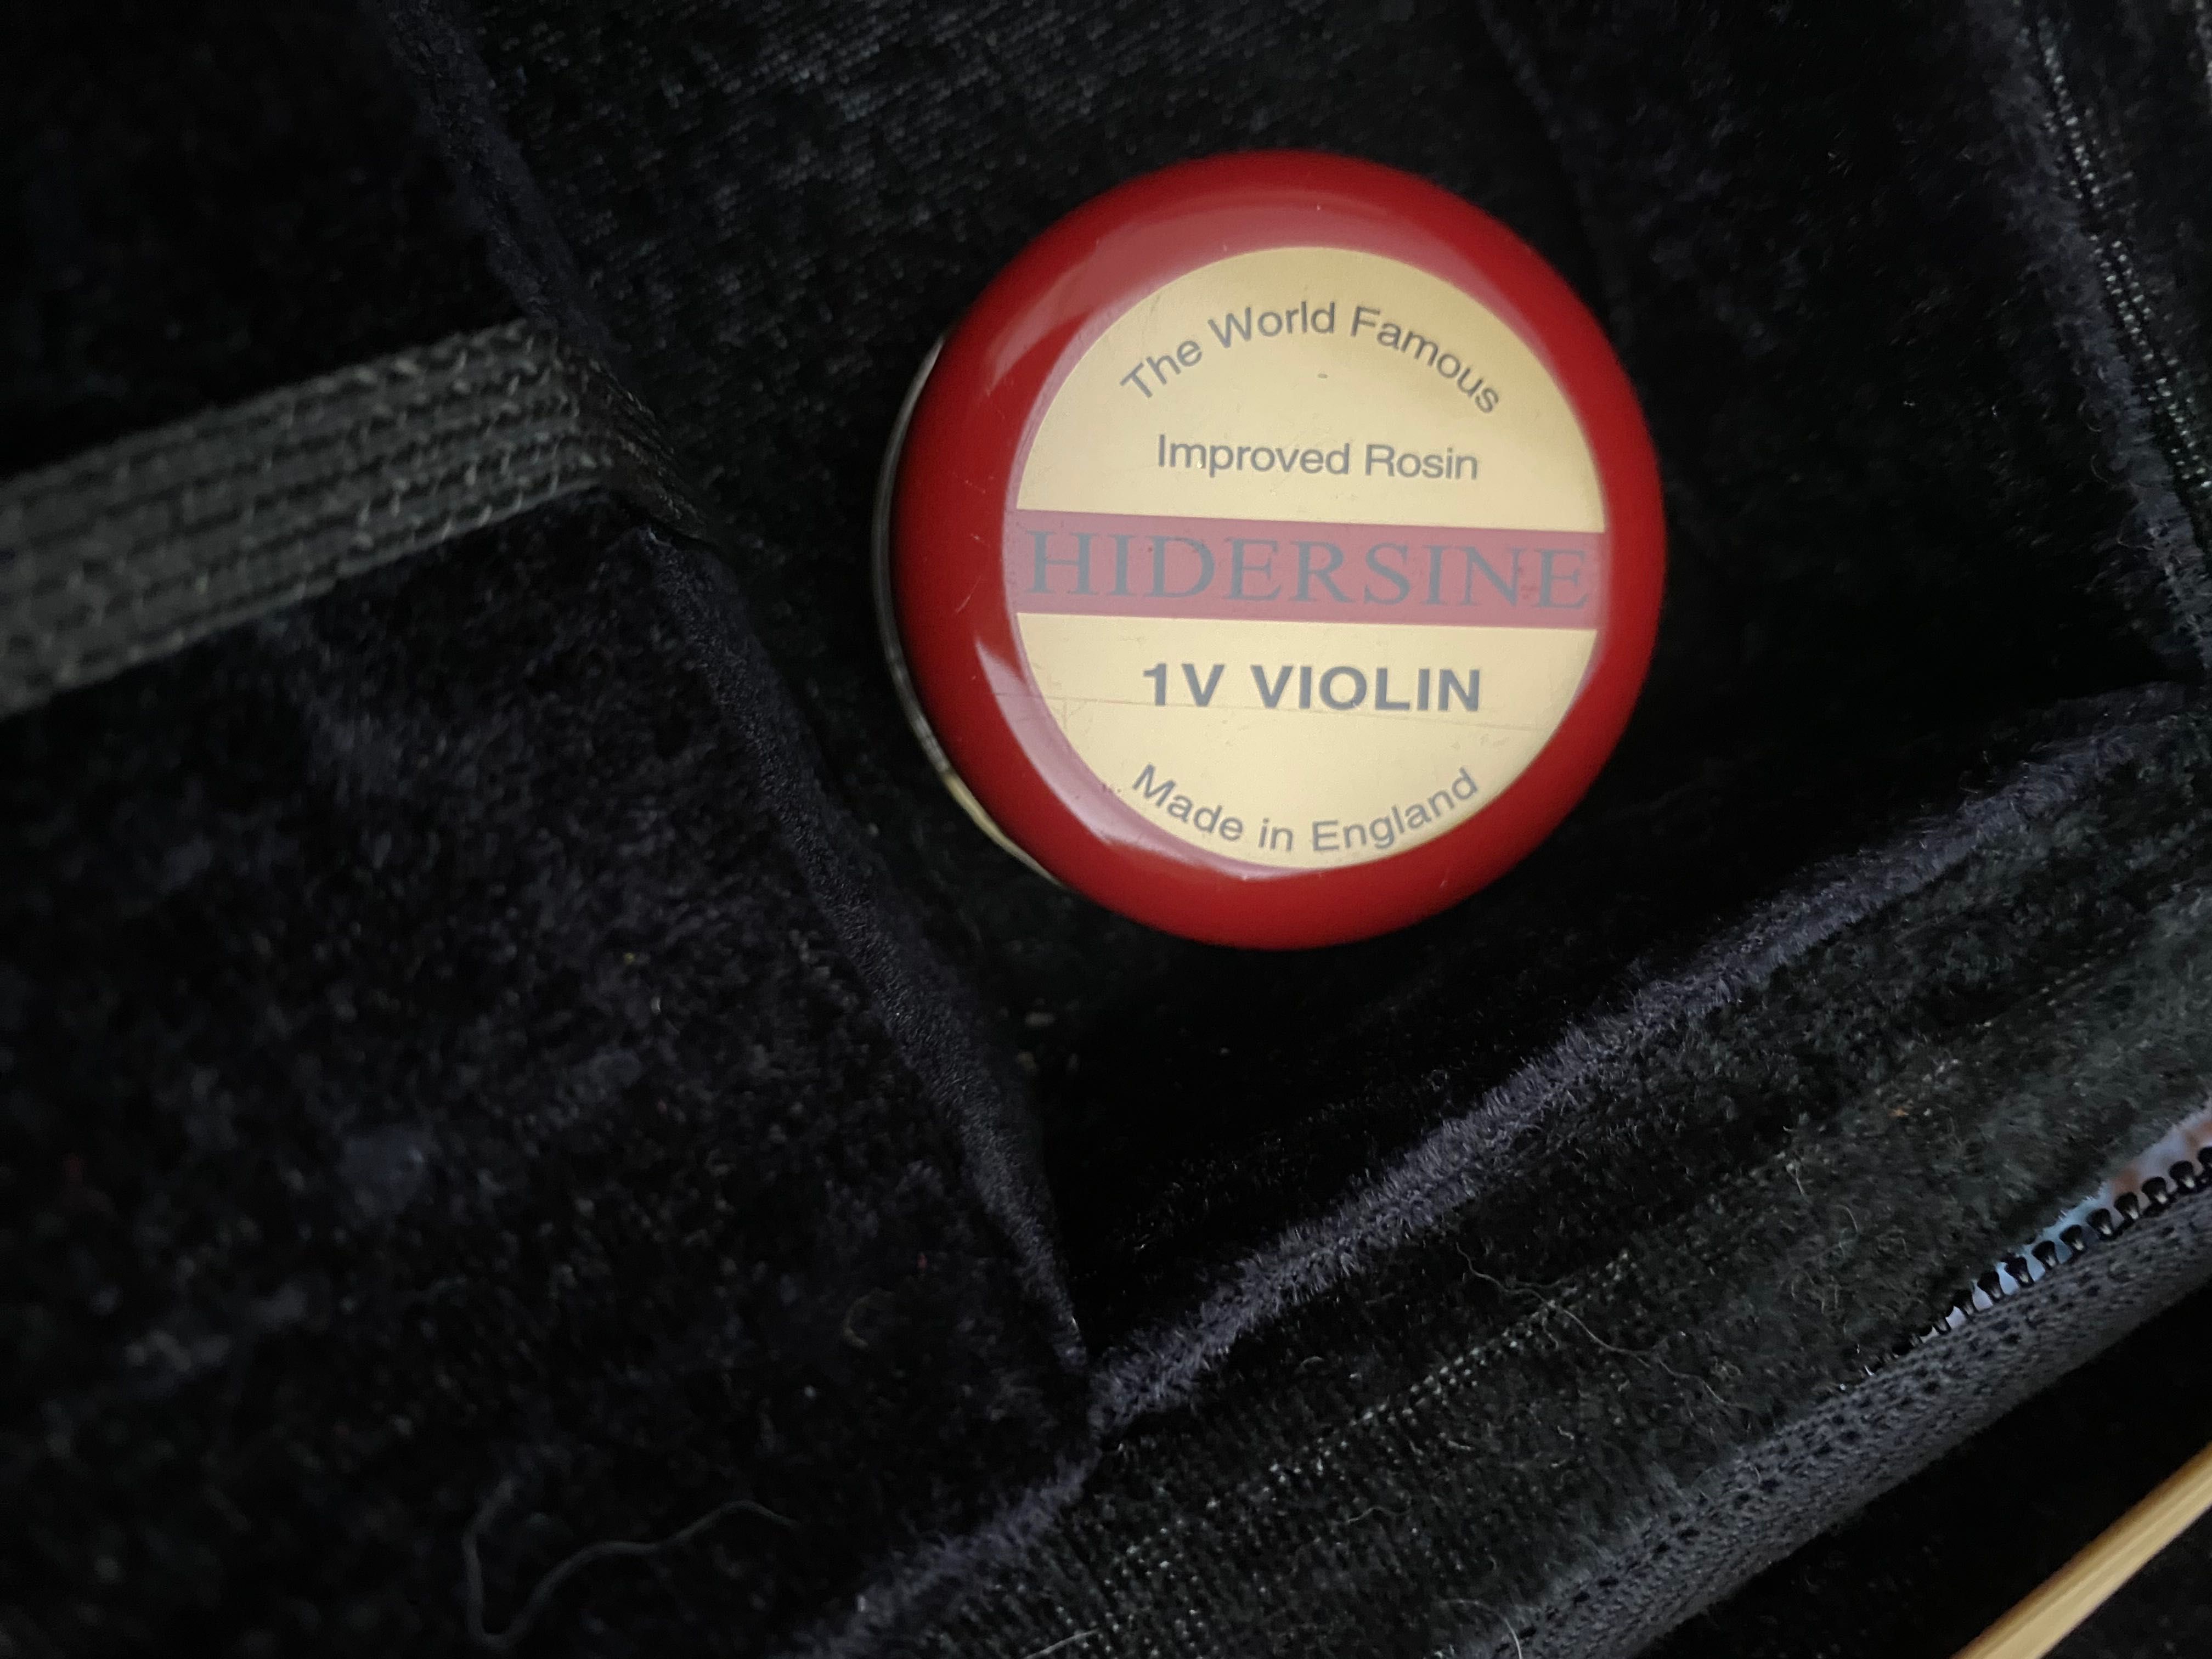 The World Famous
Improved Rosin
HIDERSINE
1V VIOLIN
Made in England